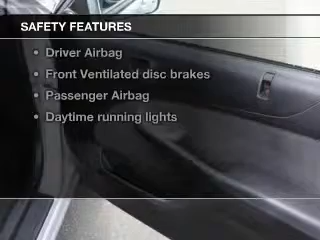 SAFETY FEATURES
• Driver Airbag
• Front Ventilated disc brakes
• Passenger Airbag
• Daytime running lights